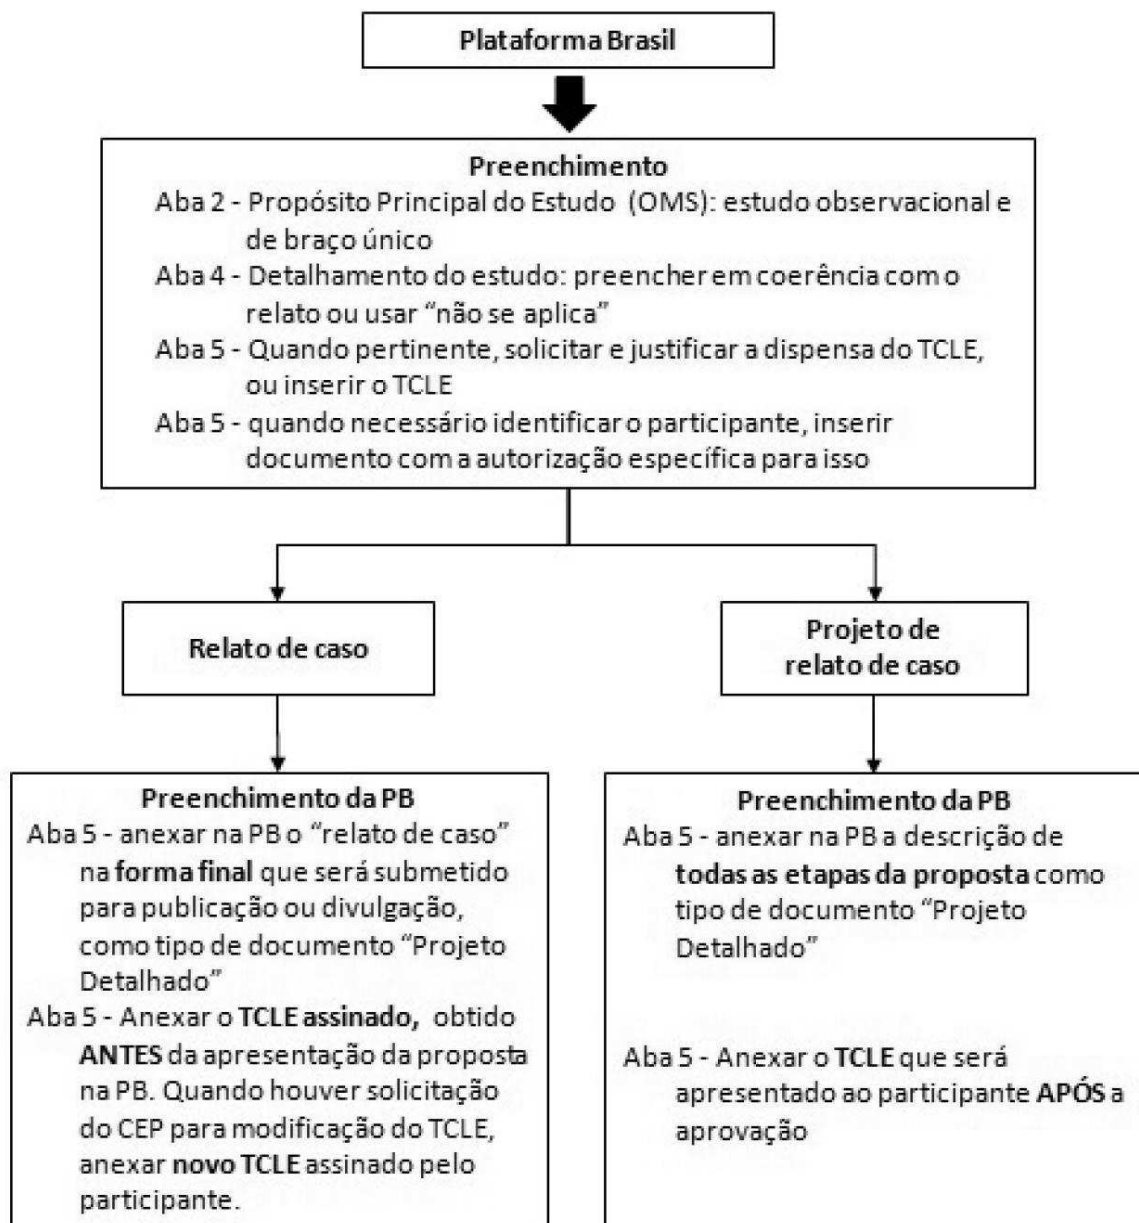 Plataforma Brasil
Preenchimento
Aba 2 - Propósito Principal do Estudo (OMS): estudo observacional e
de braço único
Aba 4 - Detalhamento do estudo: preencher em coerência com o
relato ou usar “não se aplica”
Aba 5 - Quando pertinente, solicitar e justificar a dispensa do TCLE,
ou inserir o TCLE
Aba 5 - quando necessário identificar o participante, inserir
documento com a autorização específica para isso
Relato de caso
Projeto de
relato de caso
Preenchimento da PB
Aba 5 - anexar na PB o “relato de caso”
na forma final que será submetido
para publicação ou divulgação,
como tipo de documento “Projeto
Detalhado”
Aba 5 - Anexar o TCLE assinado, obtido
ANTES da apresentação da proposta
na PB. Quando houver solicitação
do CEP para modificação do TCLE,
anexar novo TCLE assinado pelo
participante.
Preenchimento da PB
Aba 5 - anexar na PB a descrição de
todas as etapas da proposta como
tipo de documento “Projeto
Detalhado”
Aba 5 - Anexar o TCLE que será
apresentado ao participante APÓS a
aprovação